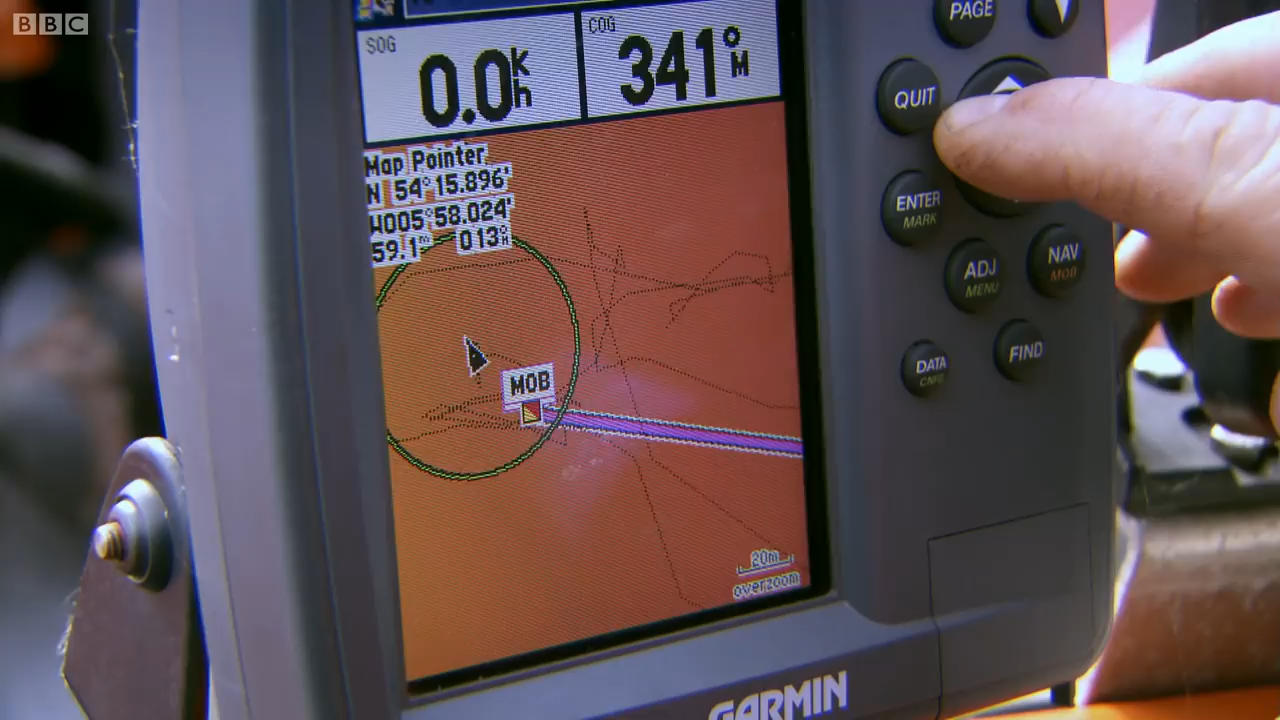 BBC
SOG
0.0kh
COG
341°M
Map Pointer
N 54°15.896'
W005°58.024'
59.1m 013°M
MOB
20m
overzoom
PAGE
QUIT
ENTER
MARK
ADJ
MENU
NAV
MOB
DATA
CNFG
FIND
GARMIN